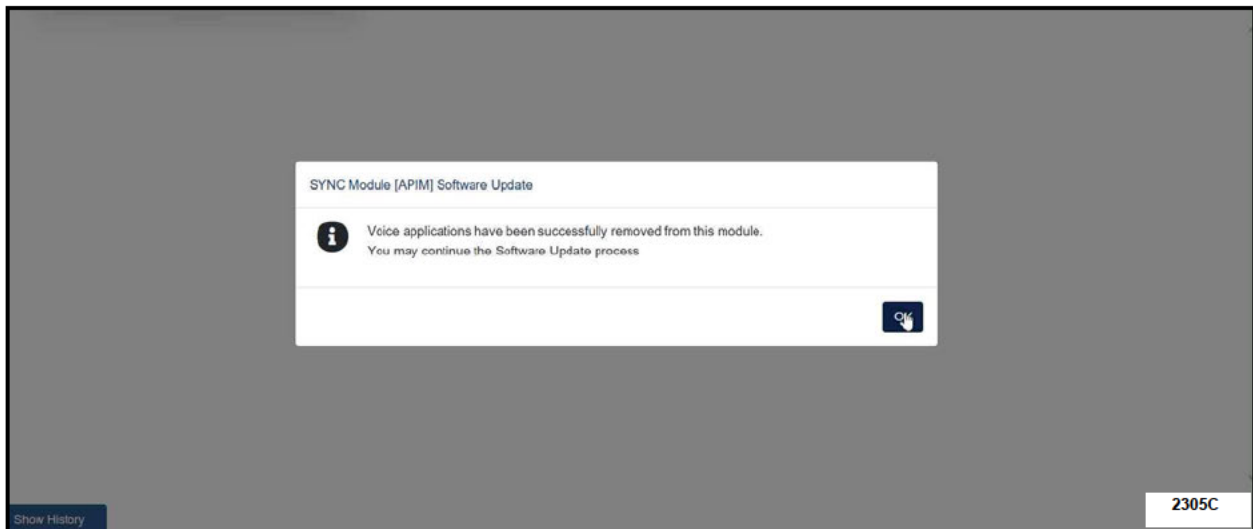 SYNC Module [APIM] Software Update
Voice applications have been successfully removed from this module.
You may continue the Software Update process
OK
Show History
2305C